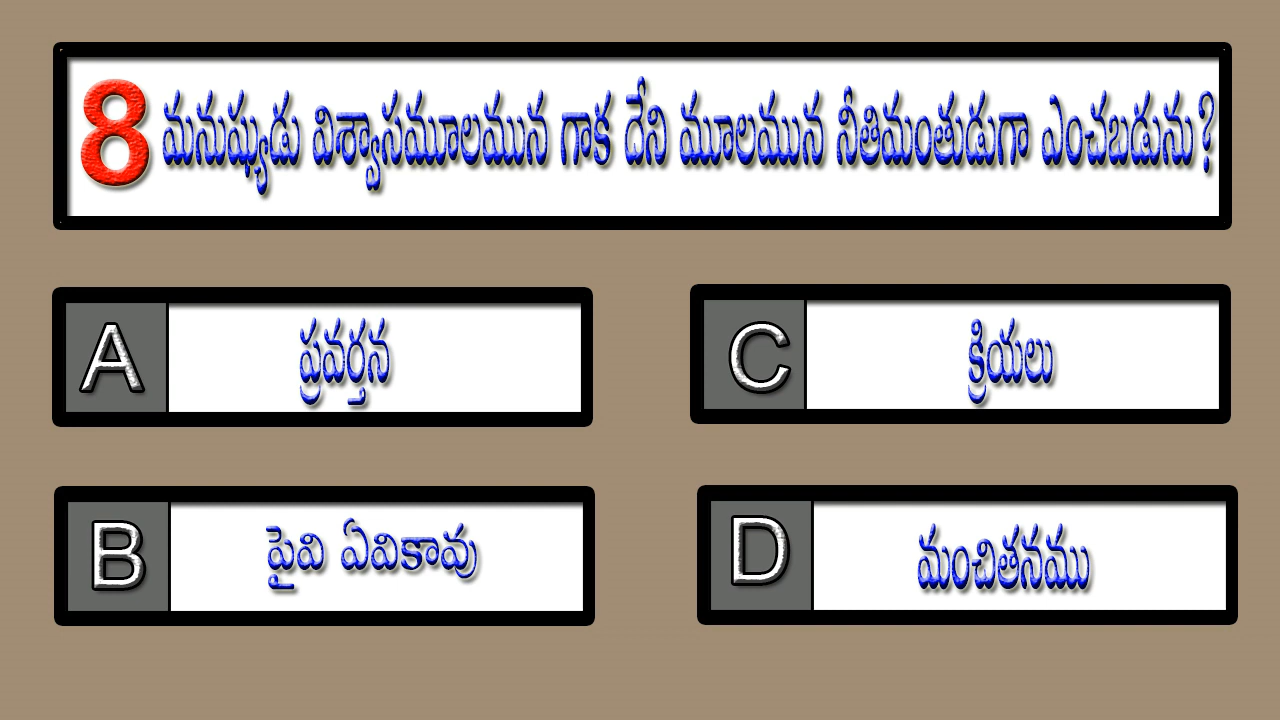 8 మనుష్యుడు విశ్వాసమూలమున గాక దేని మూలమున నీతిమంతుడుగా ఎంచబడును?
A ప్రవర్తన
C క్రియలు
B పైవి ఏవికావు
D మంచితనము